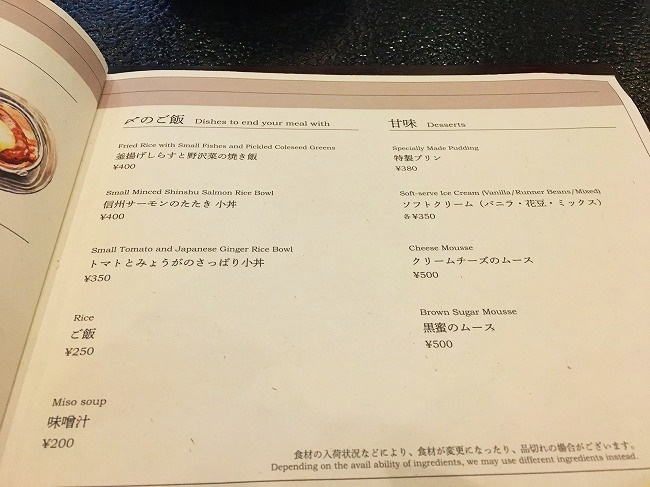 〆のご飯 Dishes to end your meal with
Fried Rice with Small Fishes and Pickled Coleseed Greens
釜揚げしらすと野沢菜の焼き飯
¥400
Small Minced Shinshu Salmon Rice Bowl
信州サーモンのたたき 小丼
¥400
Small Tomato and Japanese Ginger Rice Bowl
トマトとみょうがのさっぱり小丼
¥350
Rice
ご飯
¥250
Miso soup
味噌汁
¥200
甘味 Desserts
Specially Made Pudding
特製プリン
¥380
Soft-serve Ice Cream (Vanilla/Runner Beans/Mixed)
ソフトクリーム（バニラ・花豆・ミックス）
各¥350
Cheese Mousse
クリームチーズのムース
¥500
Brown Sugar Mousse
黒蜜のムース
¥500
食材の入荷状況などにより、食材が変更になったり、品切れの場合がございます。
Depending on the avail ability of ingredients, we may use different ingredients instead.